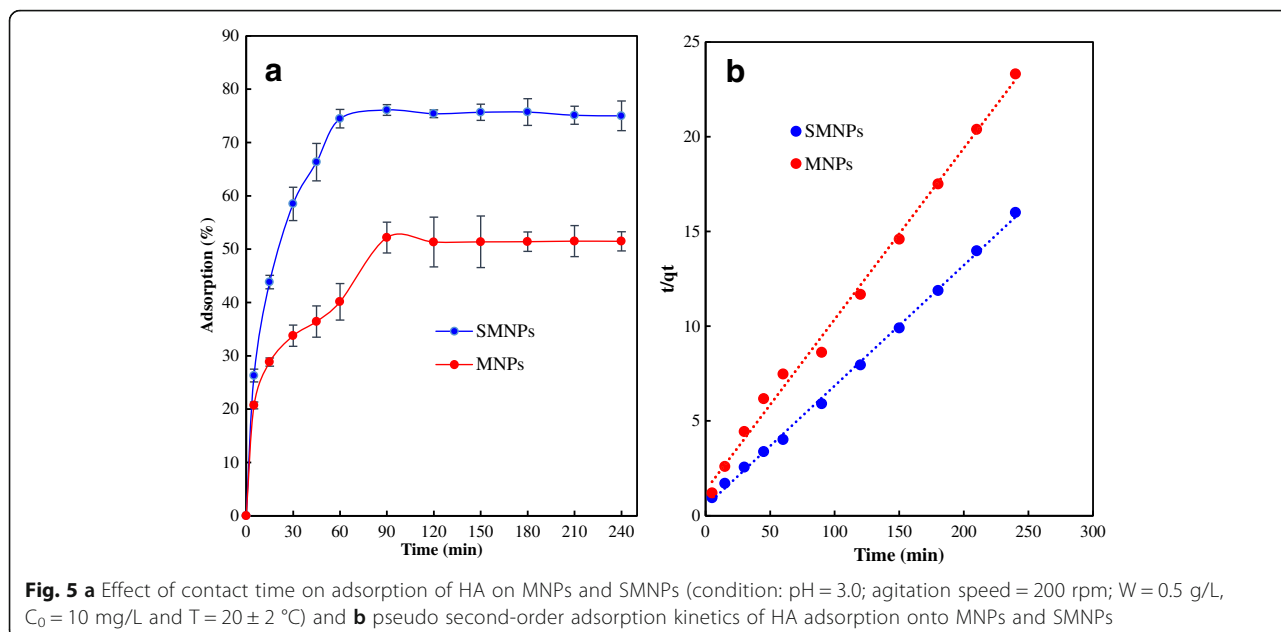 a
90
80
70
60
50
40
30
20
10
0
Adsorption (%)
SMNPs
MNPs
0 30 60 90 120 150 180 210 240
Time (min)
b
25
20
15
10
5
0
t/qt
SMNPs
MNPs
0 50 100 150 200 250 300
Time (min)
Fig. 5 a Effect of contact time on adsorption of HA on MNPs and SMNPs (condition: pH = 3.0; agitation speed = 200 rpm; W = 0.5 g/L,
C₀ = 10 mg/L and T = 20 ± 2 °C) and b pseudo second-order adsorption kinetics of HA adsorption onto MNPs and SMNPs